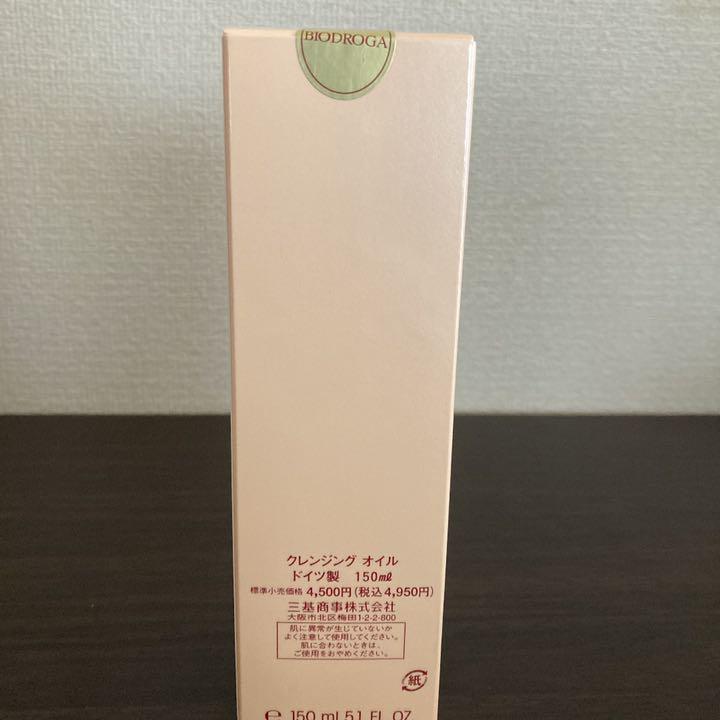 BIODROGA
クレンジング オイル
ドイツ製 150㎖
標準小売価格 4,500円(税込4,950円)
三基商事株式会社
大阪市北区梅田1-2-2-800
肌に異常が生じていないか
よく注意して使用してください。
肌に合わないときは、
ご使用をおやめください。
紙
e 150 ml 5.1 FL. OZ